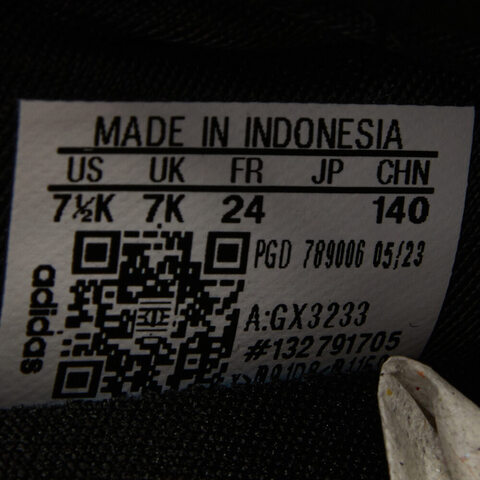 MADE IN INDONESIA
US UK FR JP CHN
7½K 7K 24 140
PGD 789006 05/23
adidas
A:GX3233
#132791705